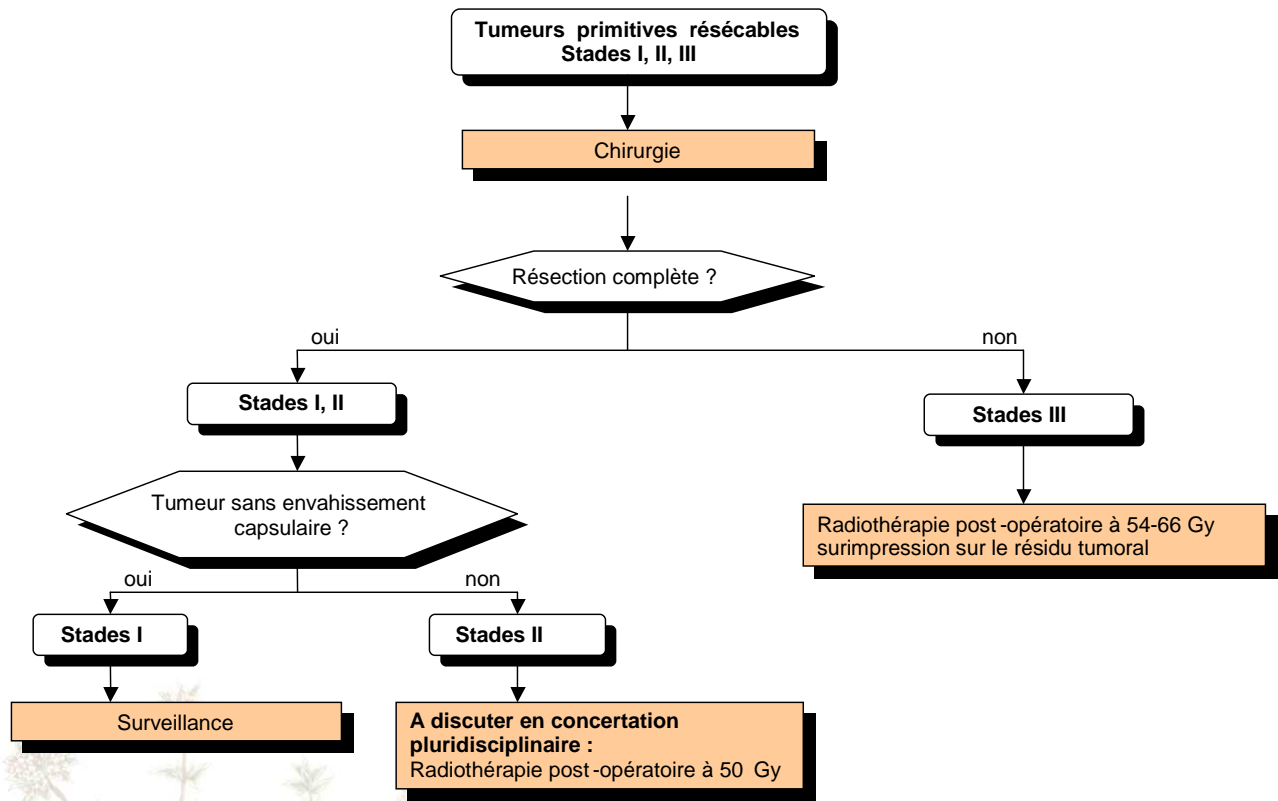 Tumeurs primitives résécables
Stades I, II, III
Chirurgie
Résection complète ?
oui
non
Stades I, II
Stades III
Tumeur sans envahissement
capsulaire ?
Radiothérapie post-opératoire à 54-66 Gy
surimpression sur le résidu tumoral
oui
non
Stades I
Stades II
Surveillance
A discuter en concertation
pluridisciplinaire :
Radiothérapie post-opératoire à 50 Gy